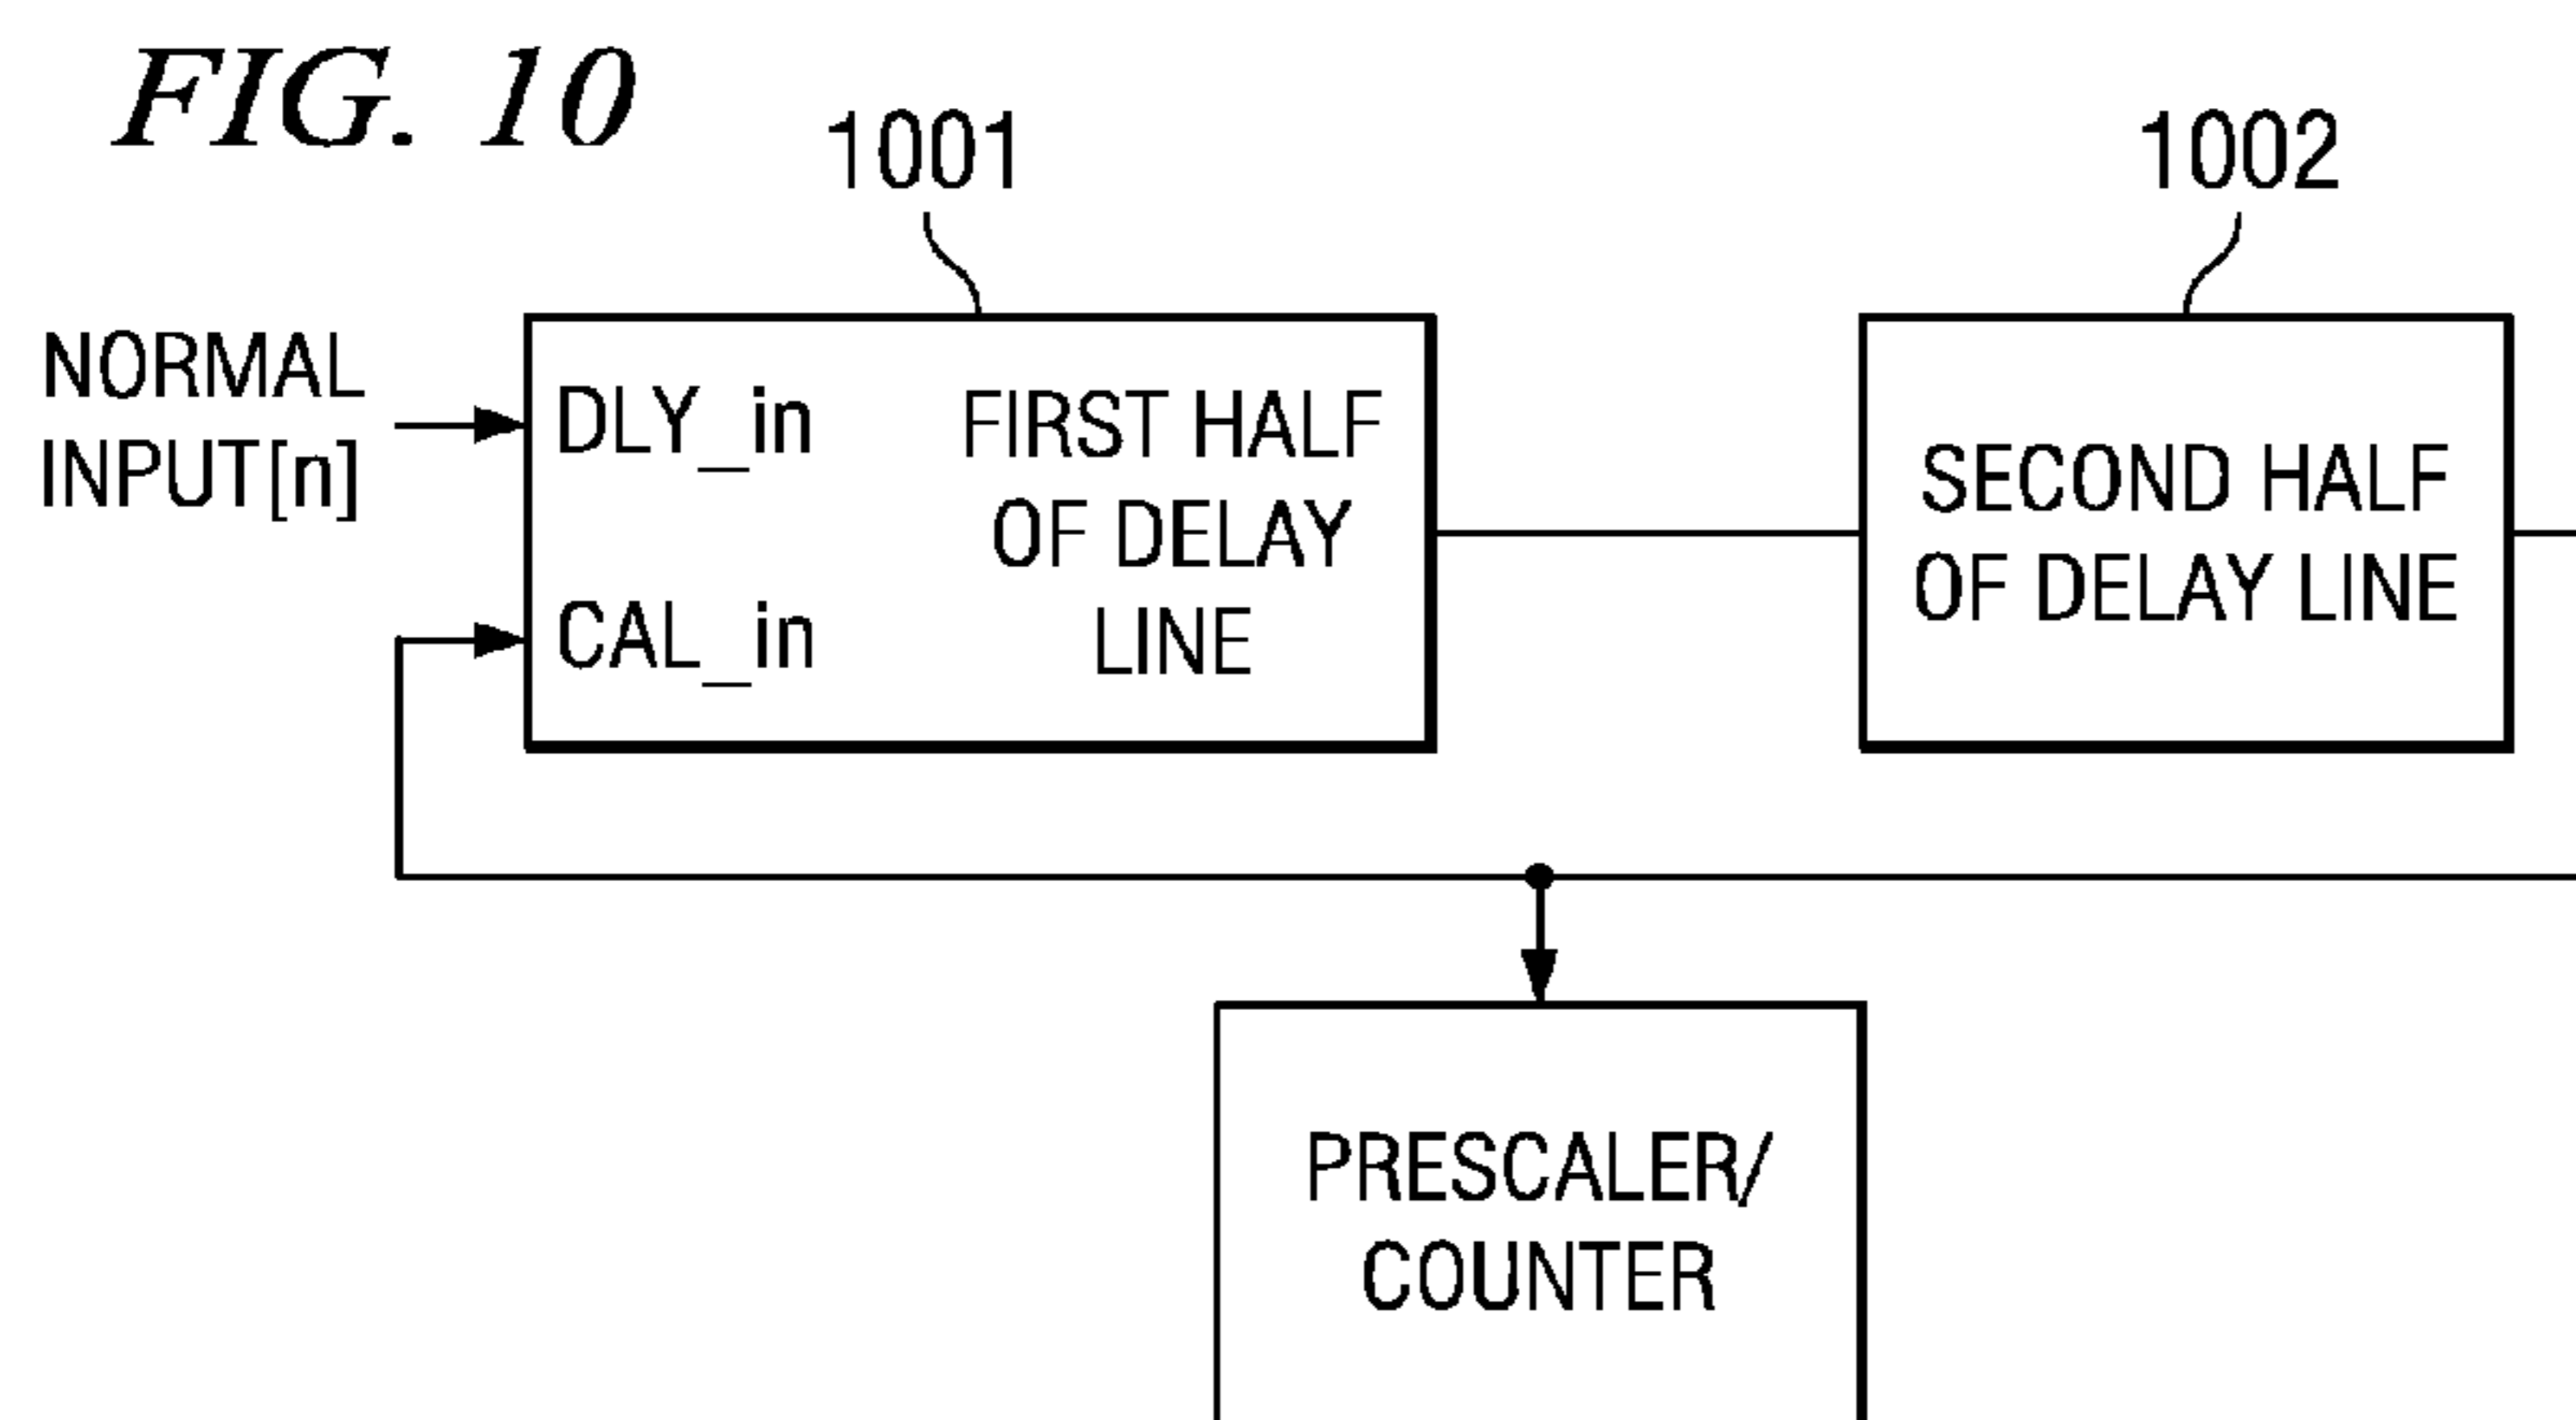 FIG. 10
1001
1002
NORMAL
INPUT[n]
DLY_in
CAL_in
FIRST HALF
OF DELAY
LINE
SECOND HALF
OF DELAY LINE
PRESCALER/
COUNTER